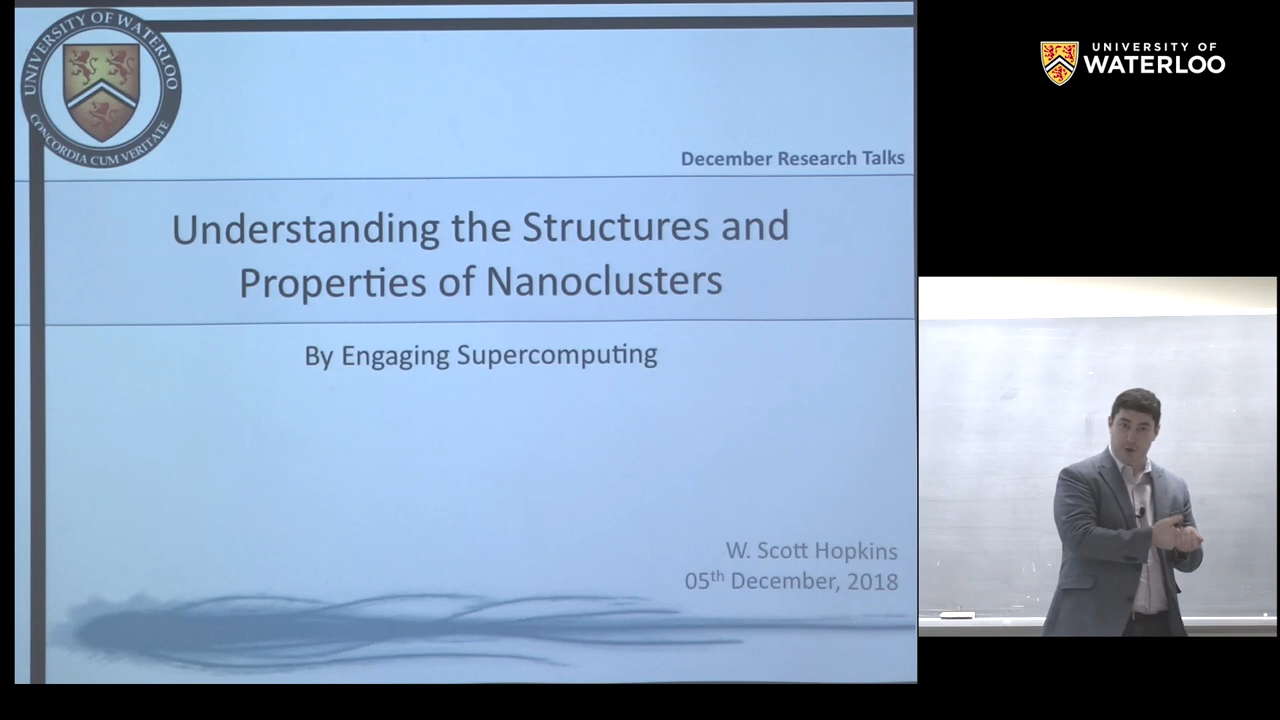 UNIVERSITY OF WATERLOO
CONCORDIA CUM VERITATE
UNIVERSITY OF
WATERLOO
December Research Talks
Understanding the Structures and
Properties of Nanoclusters
By Engaging Supercomputing
W. Scott Hopkins
05th December, 2018